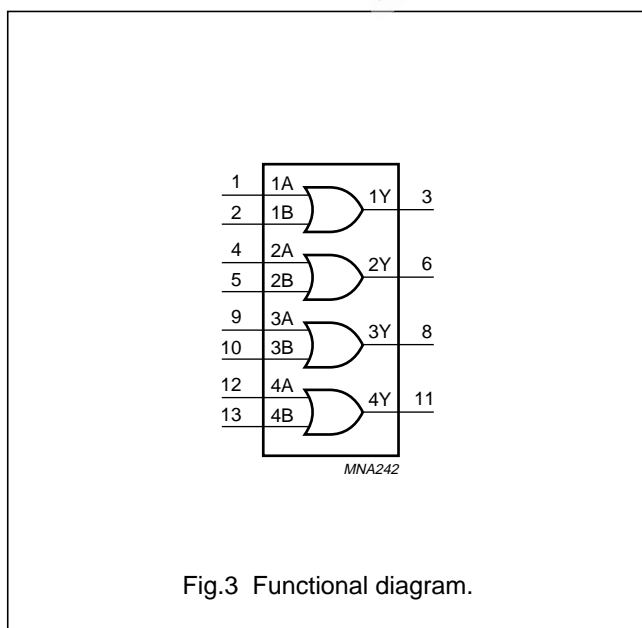 1 1A 1Y 3
2 1B
4 2A 2Y 6
5 2B
9 3A 3Y 8
10 3B
12 4A 4Y 11
13 4B
MNA242
Fig.3 Functional diagram.